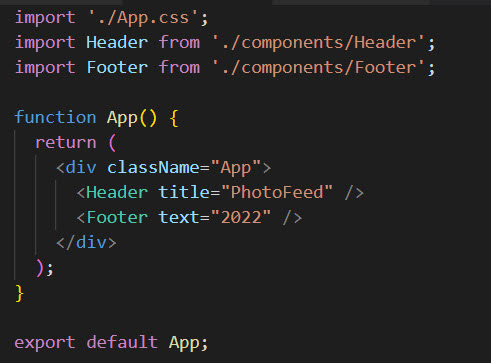 import './App.css';
import Header from './components/Header';
import Footer from './components/Footer';

function App() {
  return (
    <div className="App">
      <Header title="PhotoFeed" />
      <Footer text="2022" />
    </div>
  );
}

export default App;